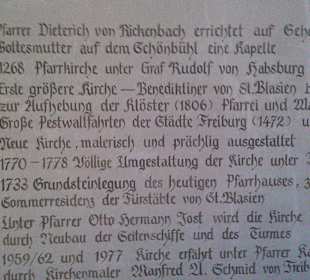 Pfarrer Dieterich von Rickenbach errichtet auf Geh
Gottesmutter auf dem Schönbühl eine Kapelle
1268 Pfarrkirche unter Graf Rudolf von Habsburg
Erste größere Kirche – Benediktiner von St. Blasien b
zur Aufhebung der Klöster (1806) Pfarrei und
Große Pestwallfahrten der Städte Freiburg (1472) u
Neue Kirche, malerisch und prächtig ausgestattet
1770-1778 Völlige Umgestaltung der Kirche unter
1733 Grundsteinlegung des heutigen Pfarrhauses,
Sommerresidenz der Fürstäbte von St. Blasien
Unter Pfarrer Otto Hermann Jost wird die Kirche
durch Neubau der Seitenschiffe und des Turmes
1959/62 und 1977 Kirche erfährt unter Pfarrer
durch Kirchenmaler Manfred A. Schmid von Freib